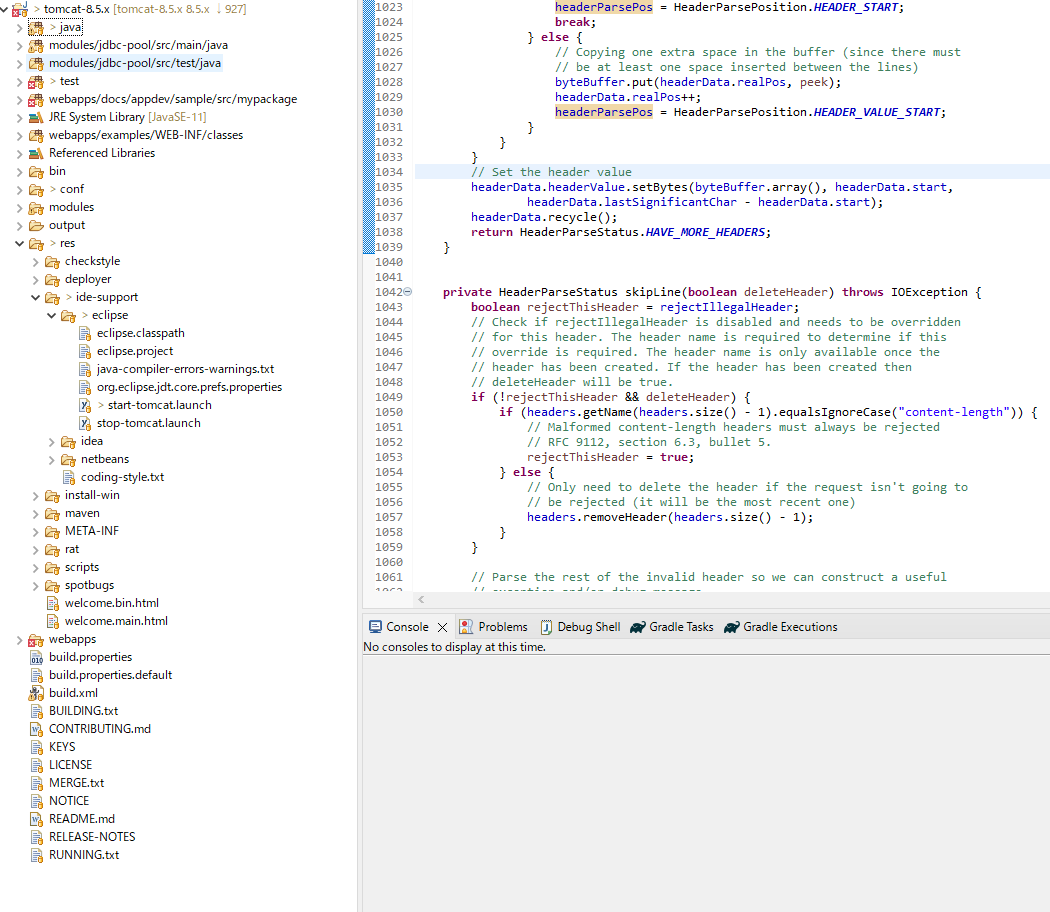 > tomcat-8.5.x [tomcat-8.5.x 8.5.x ↓ 927]
> java
modules/jdbc-pool/src/main/java
modules/jdbc-pool/src/test/java
> test
webapps/docs/appdev/sample/src/mypackage
JRE System Library [JavaSE-11]
webapps/examples/WEB-INF/classes
Referenced Libraries
bin
> conf
modules
output
> res
checkstyle
deployer
> ide-support
> eclipse
eclipse.classpath
eclipse.project
java-compiler-errors-warnings.txt
org.eclipse.jdt.core.prefs.properties
> start-tomcat.launch
stop-tomcat.launch
idea
netbeans
coding-style.txt
install-win
maven
META-INF
rat
scripts
spotbugs
welcome.bin.html
welcome.main.html
webapps
build.properties
build.properties.default
build.xml
BUILDING.txt
CONTRIBUTING.md
KEYS
LICENSE
MERGE.txt
NOTICE
README.md
RELEASE-NOTES
RUNNING.txt
1023 headerParsePos = HeaderParsePosition.HEADER_START;
1024 break;
1025 } else {
1026 // Copying one extra space in the buffer (since there must
1027 // be at least one space inserted between the lines)
1028 byteBuffer.put(headerData.realPos, peek);
1029 headerData.realPos++;
1030 headerParsePos = HeaderParsePosition.HEADER_VALUE_START;
1031 }
1032 }
1033 }
1034 // Set the header value
1035 headerData.headerValue.setBytes(byteBuffer.array(), headerData.start,
1036 headerData.lastSignificantChar - headerData.start);
1037 headerData.recycle();
1038 return HeaderParseStatus.HAVE_MORE_HEADERS;
1039 }
1040
1041
1042 private HeaderParseStatus skipLine(boolean deleteHeader) throws IOException {
1043 boolean rejectThisHeader = rejectIllegalHeader;
1044 // Check if rejectIllegalHeader is disabled and needs to be overridden
1045 // for this header. The header name is required to determine if this
1046 // override is required. The header name is only available once the
1047 // header has been created. If the header has been created then
1048 // deleteHeader will be true.
1049 if (!rejectThisHeader && deleteHeader) {
1050 if (headers.getName(headers.size() - 1).equalsIgnoreCase("content-length")) {
1051 // Malformed content-length headers must always be rejected
1052 // RFC 9112, section 6.3, bullet 5.
1053 rejectThisHeader = true;
1054 } else {
1055 // Only need to delete the header if the request isn't going to
1056 // be rejected (it will be the most recent one)
1057 headers.removeHeader(headers.size() - 1);
1058 }
1059 }
1060
1061 // Parse the rest of the invalid header so we can construct a useful
Console Problems Debug Shell Gradle Tasks Gradle Executions
No consoles to display at this time.